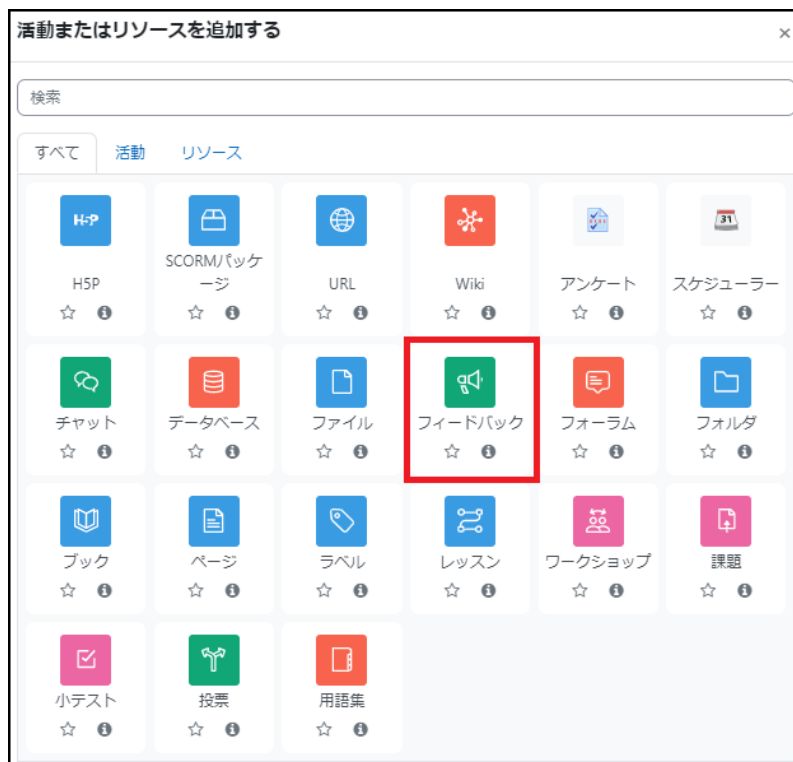 活動またはリソースを追加する
×
検索
すべて 活動 リソース
H5P
31
SCORMパッケ
ージ
H5P
URL
Wiki
アンケート
スケジューラー
チャット
データベース
ファイル
フィードバック
フォーラム
フォルダ
ブック
ページ
ラベル
レッスン
ワークショップ
課題
小テスト
投票
用語集